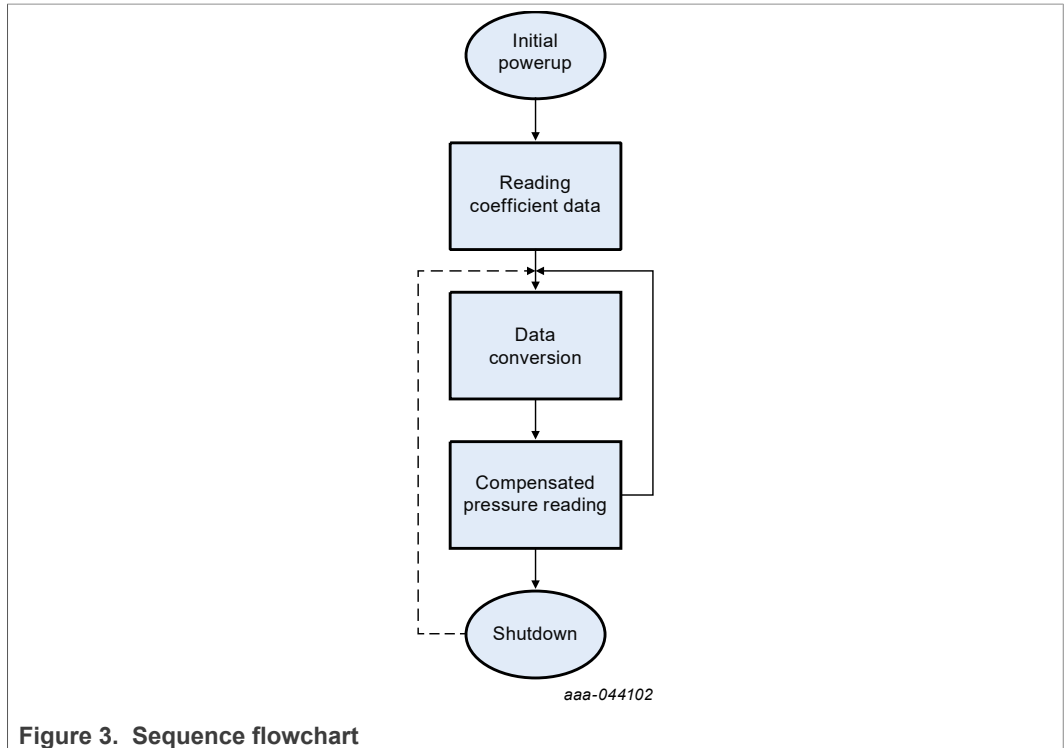 Initial
powerup
Reading
coefficient data
Data
conversion
Compensated
pressure reading
Shutdown
aaa-044102
Figure 3. Sequence flowchart